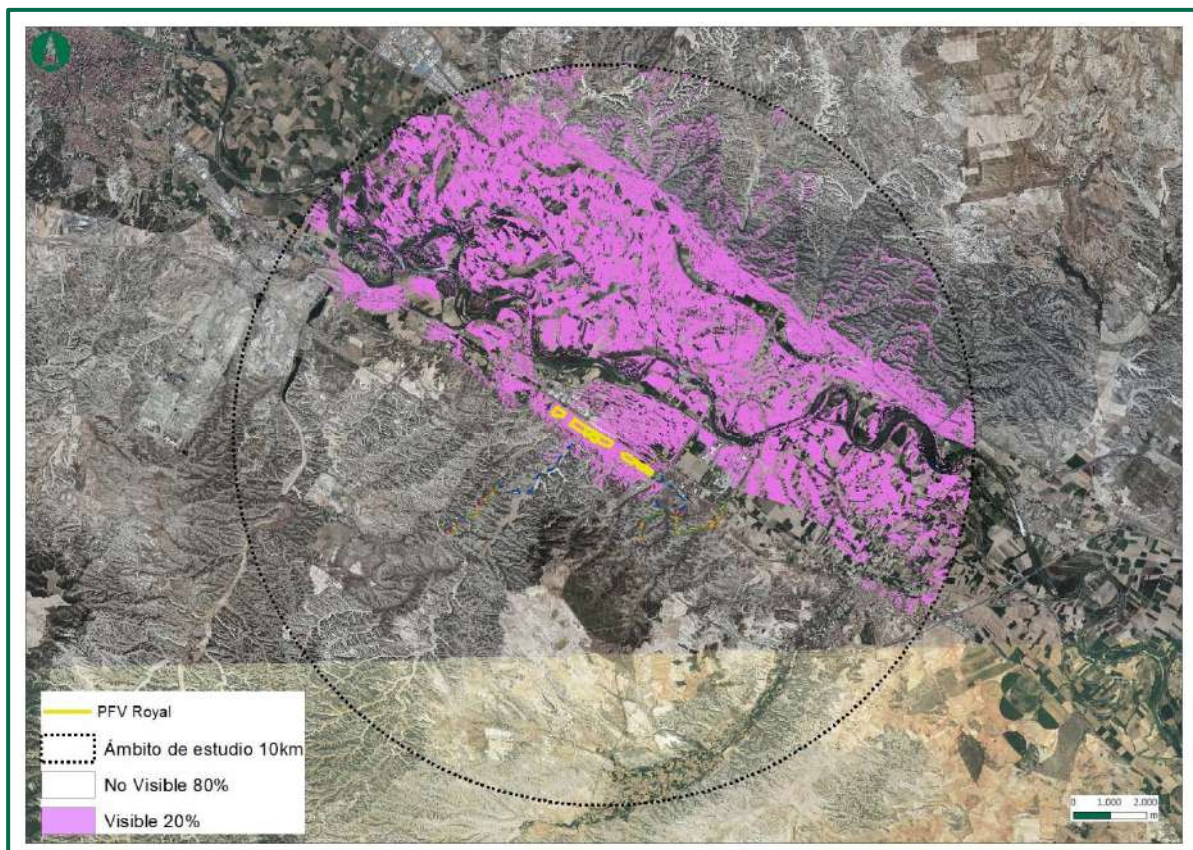 PFV Royal
Ámbito de estudio 10km
No Visible 80%
Visible 20%
0 1.000 2.000
m